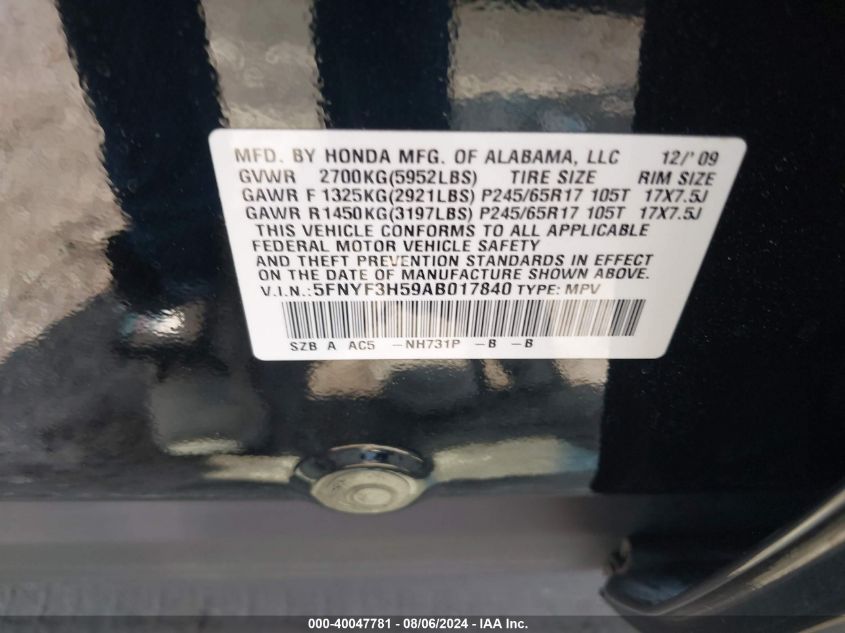 MFD. BY HONDA MFG. OF ALABAMA, LLC 12/'09
GVWR 2700KG(5952LBS) TIRE SIZE RIM SIZE
GAWR F 1325KG(2921LBS) P245/65R17 105T 17X7.5J
GAWR R1450KG(3197LBS) P245/65R17 105T 17X7.5J
THIS VEHICLE CONFORMS TO ALL APPLICABLE
FEDERAL MOTOR VEHICLE SAFETY
AND THEFT PREVENTION STANDARDS IN EFFECT
ON THE DATE OF MANUFACTURE SHOWN ABOVE.
V.I.N.:5FNYF3H59AB017840 TYPE: MPV
SZB A AC5 -NH731P -B -B
000-40047781 - 08/06/2024 - IAA Inc.